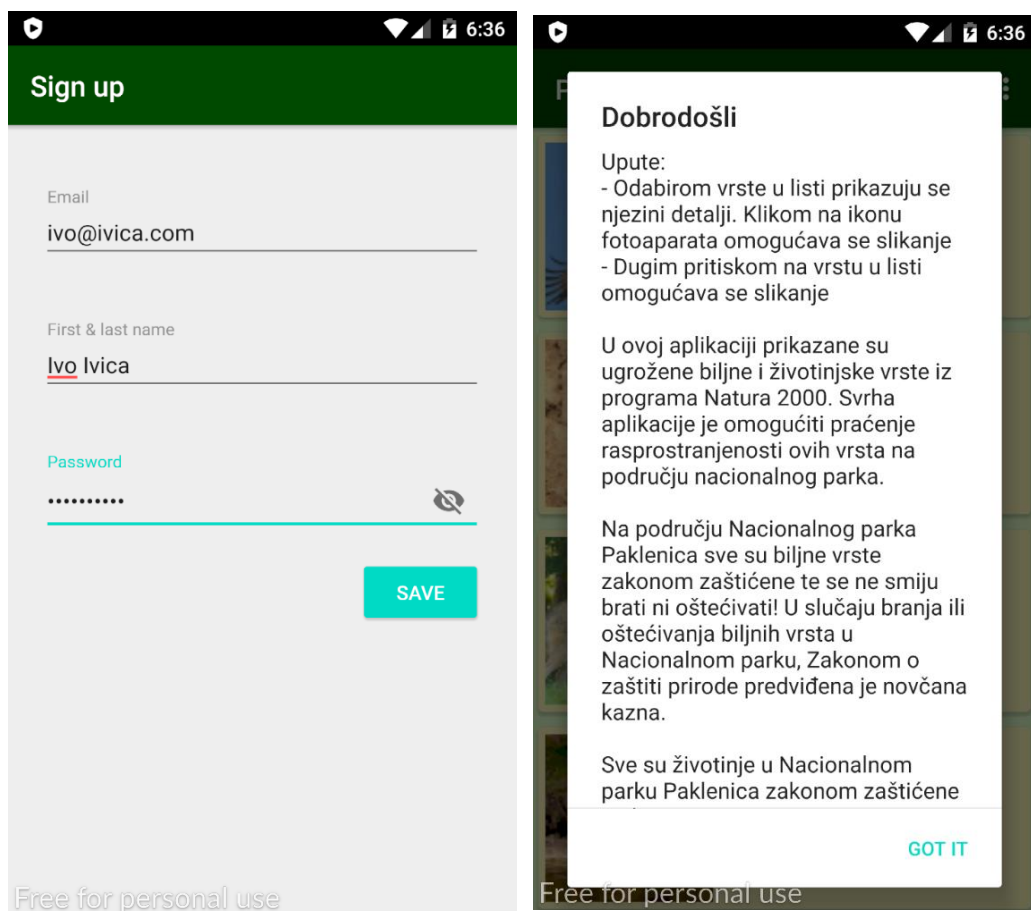 6:36
Sign up
Email
ivo@ivica.com
First & last name
Ivo Ivica
Password
••••••••••
SAVE
Free for personal use
6:36
P
Dobrodošli
Upute:
- Odabirom vrste u listi prikazuju se
njezini detalji. Klikom na ikonu
fotoaparata omogućava se slikanje
- Dugim pritiskom na vrstu u listi
omogućava se slikanje
U ovoj aplikaciji prikazane su
ugrožene biljne i životinjske vrste iz
programa Natura 2000. Svrha
aplikacije je omogućiti praćenje
rasprostranjenosti ovih vrsta na
području nacionalnog parka.
Na području Nacionalnog parka
Paklenica sve su biljne vrste
zakonom zaštićene te se ne smiju
brati ni oštećivati! U slučaju branja ili
oštećivanja biljnih vrsta u
Nacionalnom parku, Zakonom o
zaštiti prirode predviđena je novčana
kazna.
Sve su životinje u Nacionalnom
parku Paklenica zakonom zaštićene
GOT IT
Free for personal use